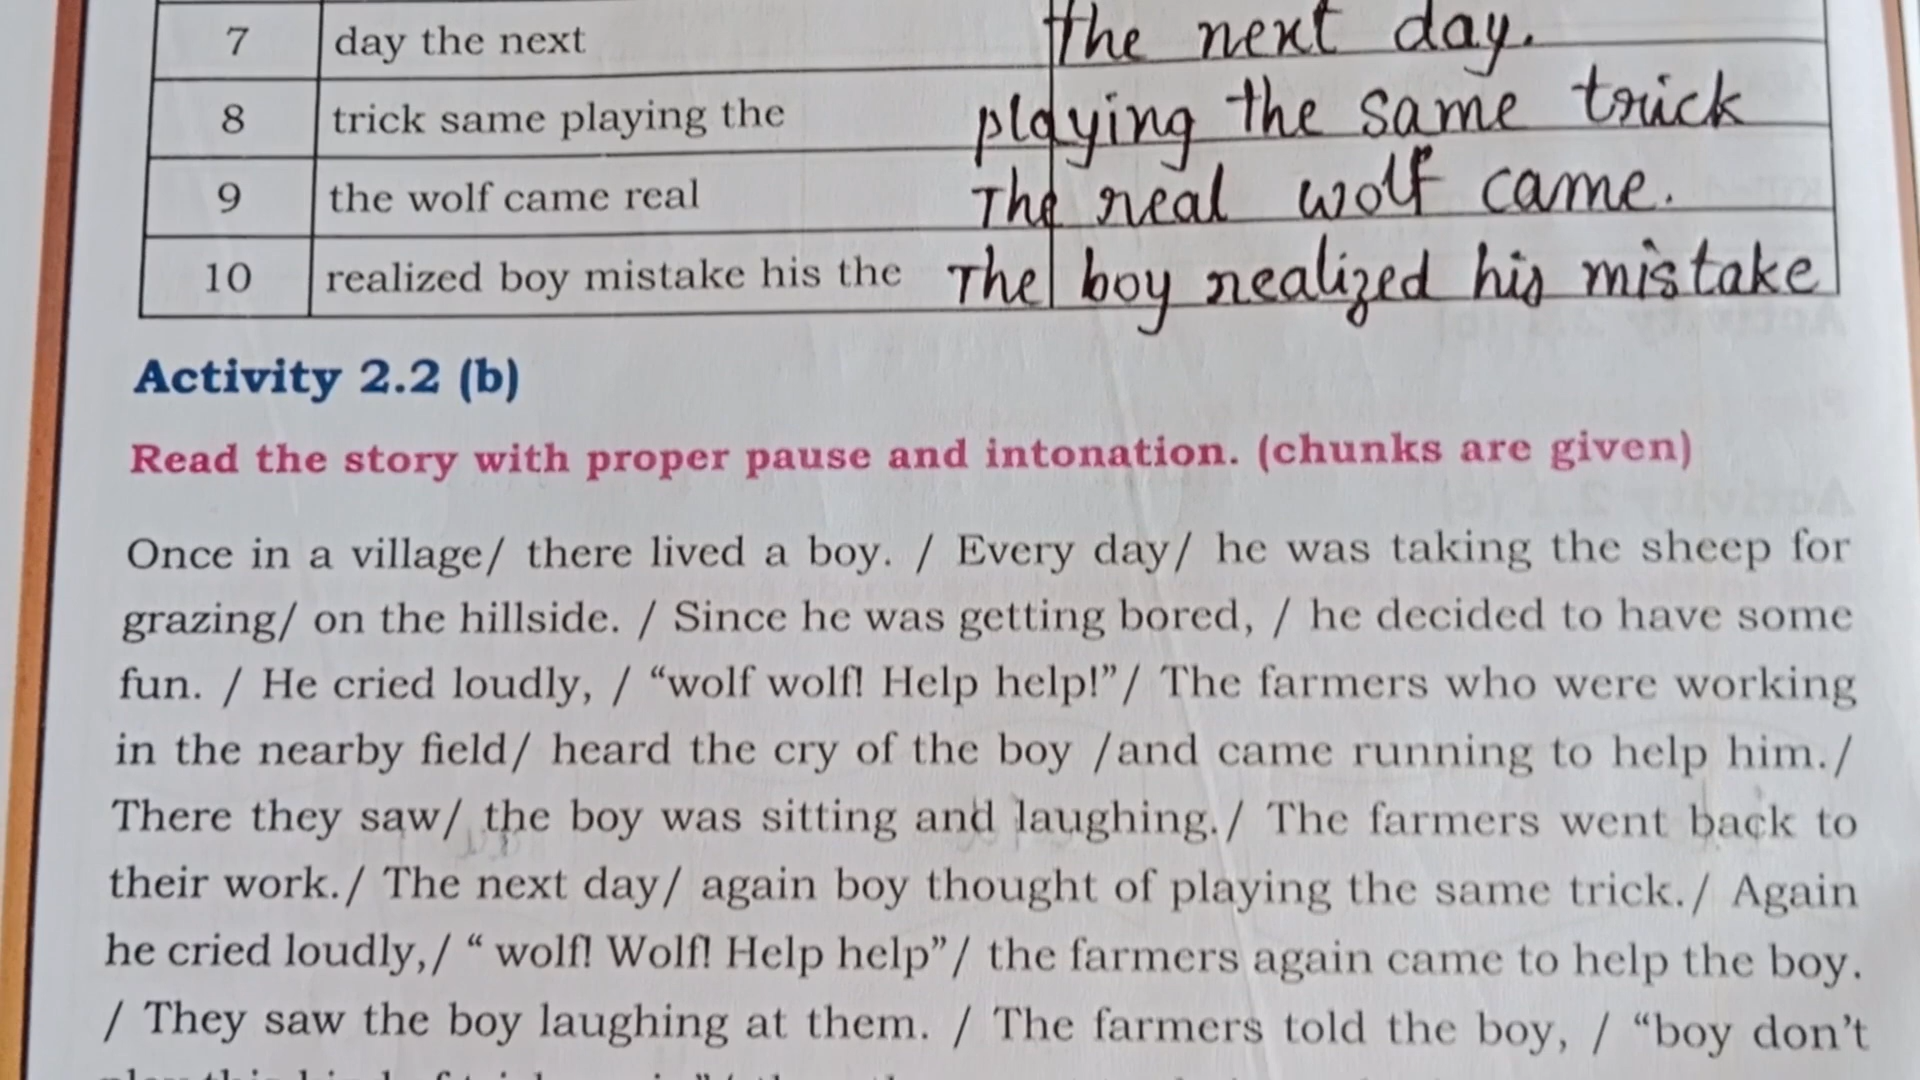 7 day the next The next day.
8 trick same playing the playing the same trick
9 the wolf came real The real wolf came.
10 realized boy mistake his the The boy realized his mistake
Activity 2.2 (b)
Read the story with proper pause and intonation. (chunks are given)
Once in a village/ there lived a boy. / Every day/ he was taking the sheep for
grazing/ on the hillside. / Since he was getting bored, / he decided to have some
fun. / He cried loudly, / “wolf wolf! Help help!”/ The farmers who were working
in the nearby field/ heard the cry of the boy /and came running to help him./
There they saw/ the boy was sitting and laughing./ The farmers went back to
their work./ The next day/ again boy thought of playing the same trick./ Again
he cried loudly,/ “ wolf! Wolf! Help help”/ the farmers again came to help the boy.
/ They saw the boy laughing at them. / The farmers told the boy, / “boy don’t